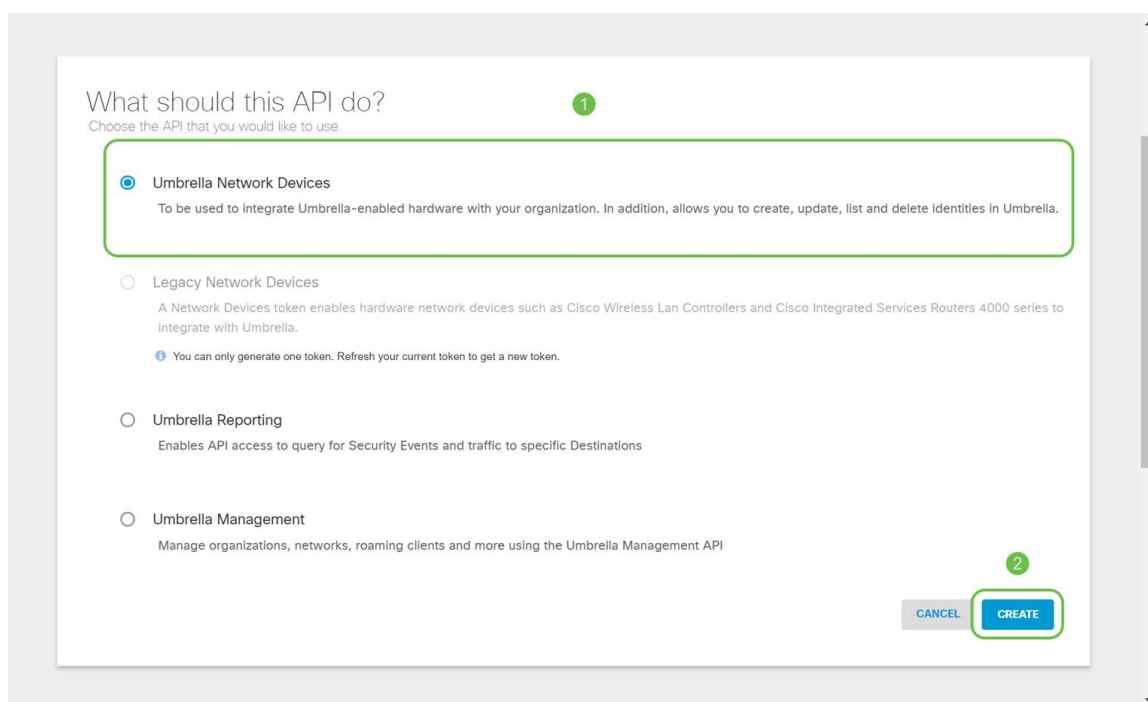 What should this API do?
1
Choose the API that you would like to use.
Umbrella Network Devices
To be used to integrate Umbrella-enabled hardware with your organization. In addition, allows you to create, update, list and delete identities in Umbrella.
Legacy Network Devices
A Network Devices token enables hardware network devices such as Cisco Wireless Lan Controllers and Cisco Integrated Services Routers 4000 series to
integrate with Umbrella.
You can only generate one token. Refresh your current token to get a new token.
Umbrella Reporting
Enables API access to query for Security Events and traffic to specific Destinations
Umbrella Management
Manage organizations, networks, roaming clients and more using the Umbrella Management API
2
CANCEL CREATE